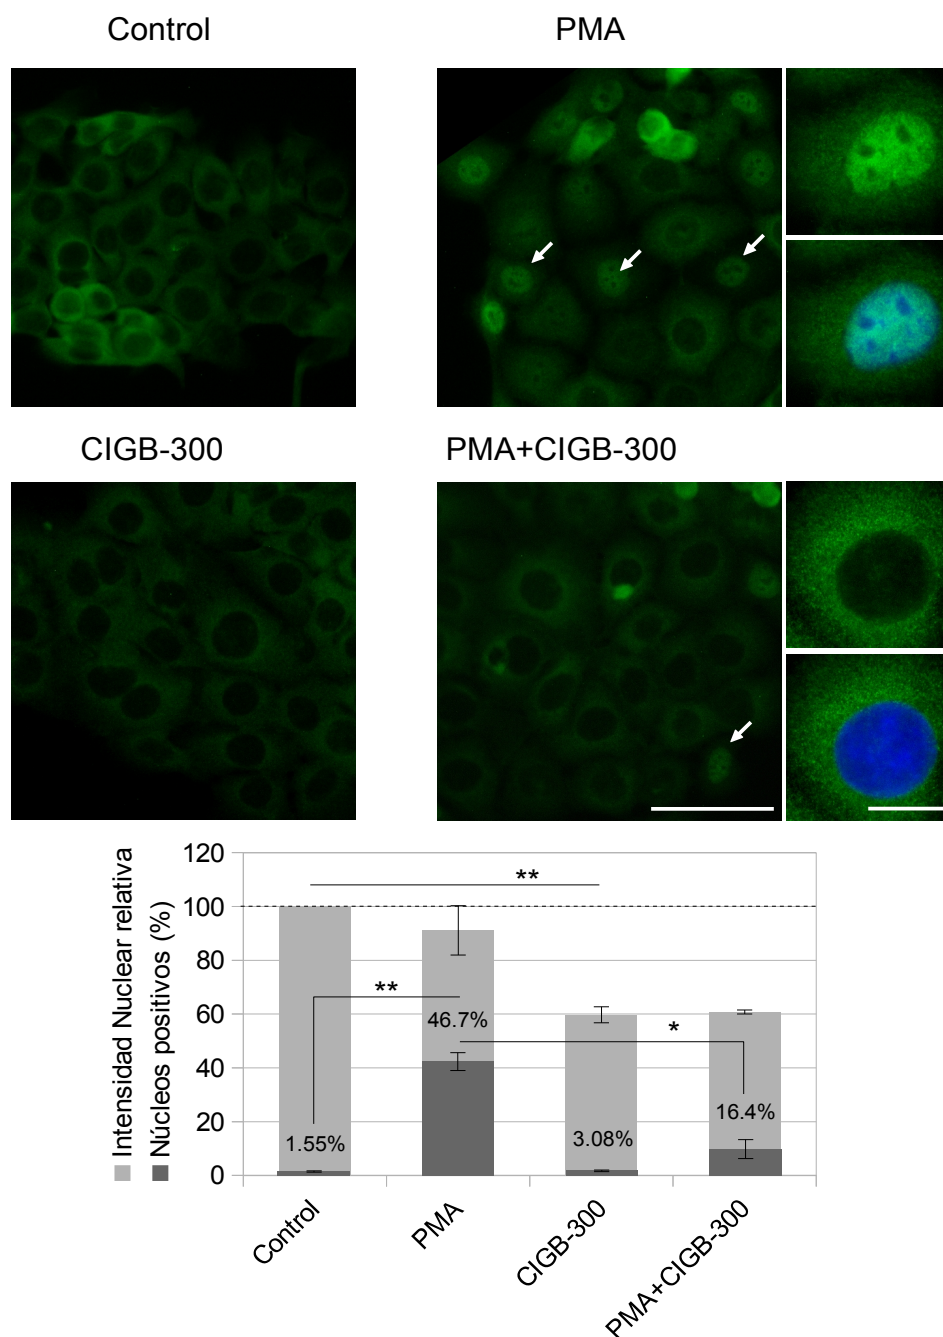 Control
PMA
CIGB-300
PMA+CIGB-300
Intensidad Nuclear relativa
Núcleos positivos (%)
120
100
80
60
40
20
0
**
**
*
1.55%
46.7%
3.08%
16.4%
Control
PMA
CIGB-300
PMA+CIGB-300